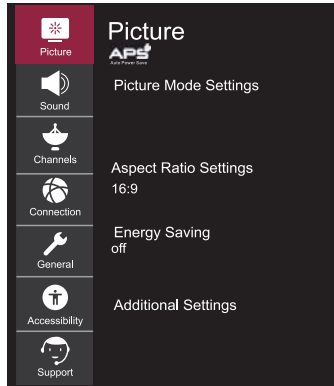 Picture
Sound
Channels
Connection
General
Accessibility
Support
Picture
APS
Auto Power Save
Picture Mode Settings
Aspect Ratio Settings
16:9
Energy Saving
off
Additional Settings